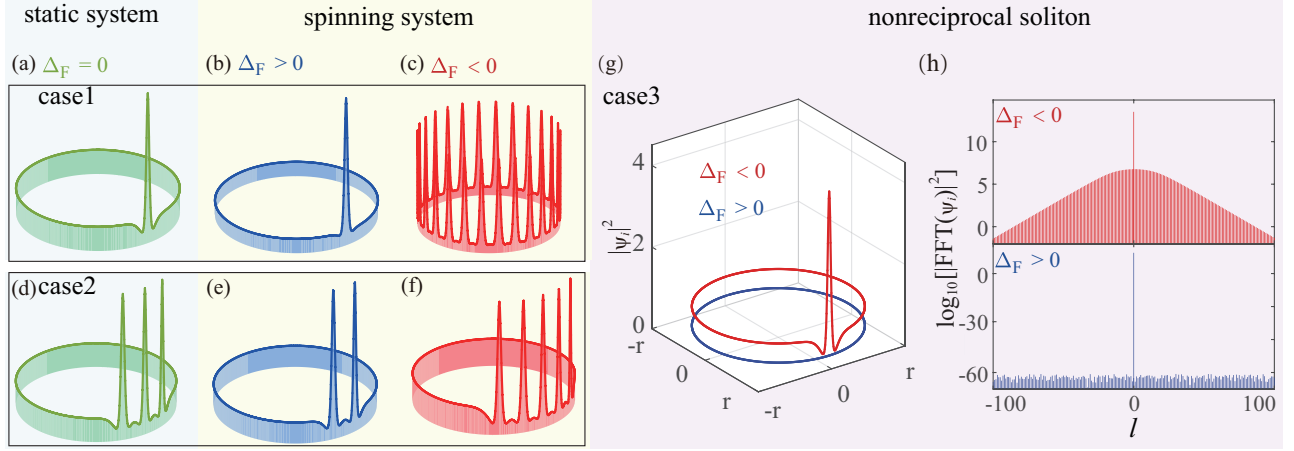 static system
spinning system
nonreciprocal soliton
(a) Δ_F = 0
(b) Δ_F > 0
(c) Δ_F < 0
case1
(d) case2
(e)
(f)
(g)
case3
Δ_F < 0
Δ_F > 0
|ψ_i|²
4
2
0
-r
0
r
-r
0
r
(h)
Δ_F < 0
10
5
0
Δ_F > 0
0
-30
-60
log₁₀[|FFT(ψ_i)|²]
-100
0
100
l